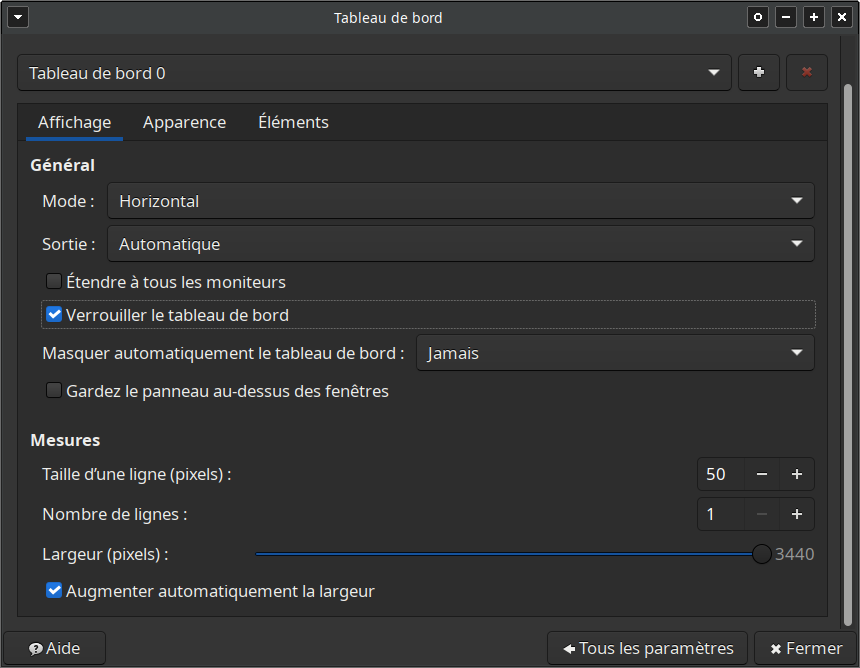 Tableau de bord
Tableau de bord 0
Affichage Apparence Éléments
Général
Mode : Horizontal
Sortie : Automatique
Étendre à tous les moniteurs
Verrouiller le tableau de bord
Masquer automatiquement le tableau de bord : Jamais
Gardez le panneau au-dessus des fenêtres
Mesures
Taille d’une ligne (pixels) : 50
Nombre de lignes : 1
Largeur (pixels) : 3440
Augmenter automatiquement la largeur
Aide Tous les paramètres Fermer